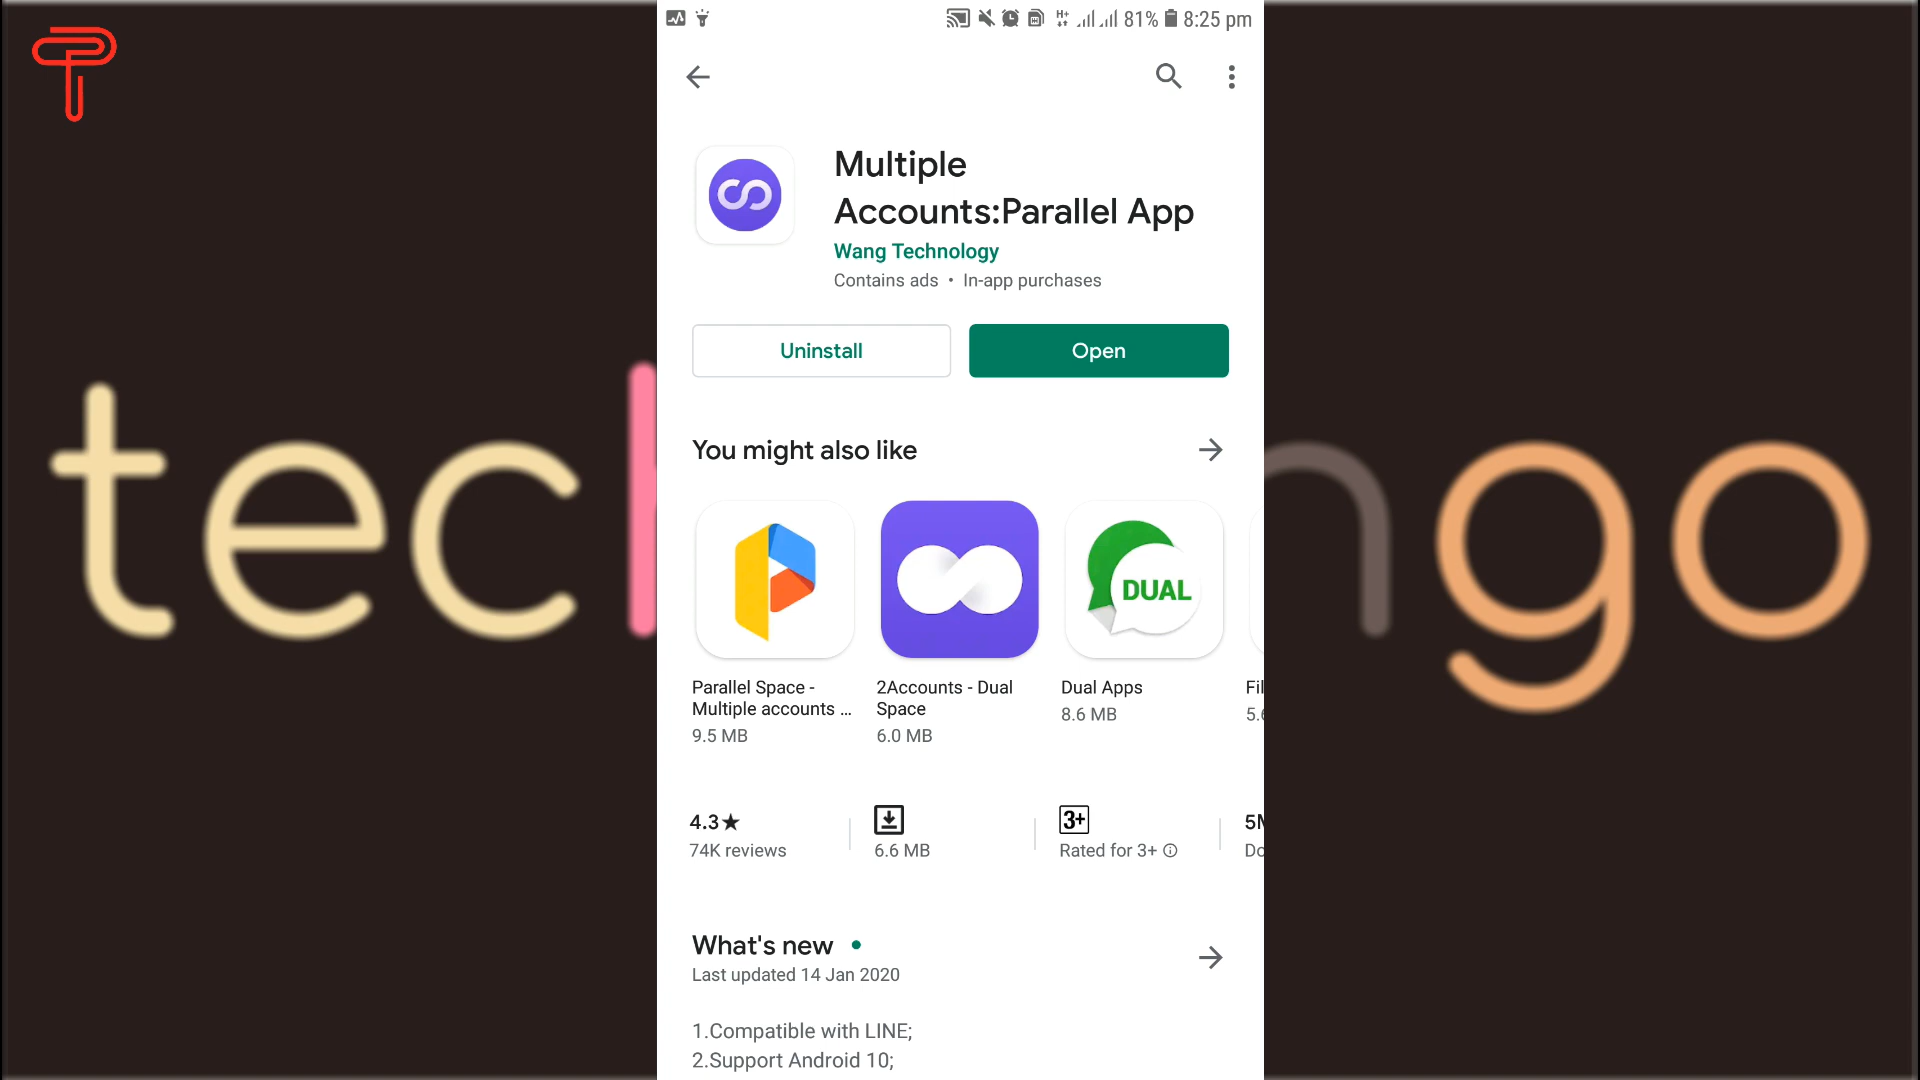 81% 8:25 pm
Multiple
Accounts:Parallel App
Wang Technology
Contains ads • In-app purchases
Uninstall
Open
You might also like
DUAL
Parallel Space -
Multiple accounts ...
9.5 MB
2Accounts - Dual
Space
6.0 MB
Dual Apps
8.6 MB
4.3★
74K reviews
6.6 MB
3+
Rated for 3+
What's new •
Last updated 14 Jan 2020
1.Compatible with LINE;
2.Support Android 10;
tec
go